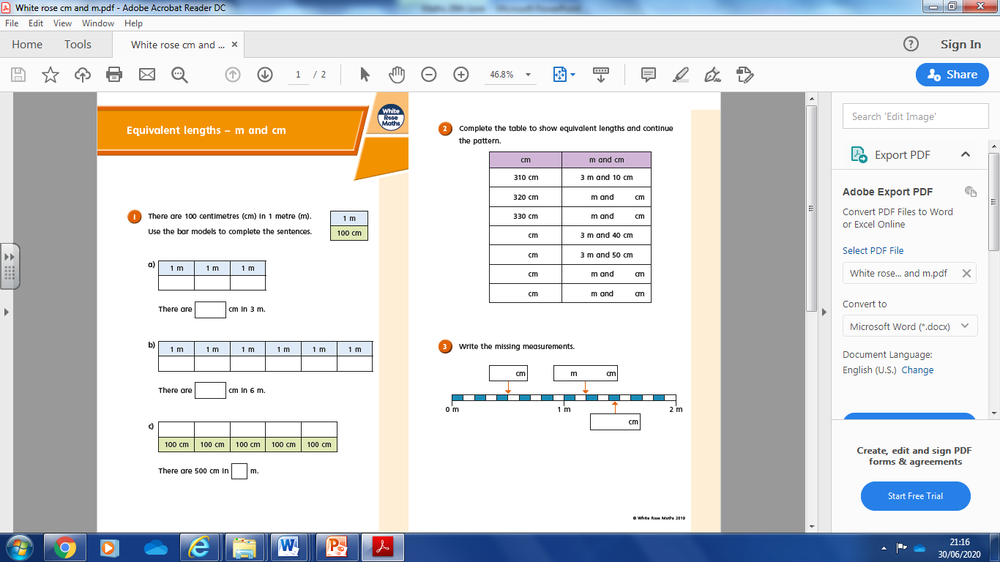 White rose cm and m.pdf - Adobe Acrobat Reader DC
File Edit View Window Help
Home Tools White rose cm and ... × ? Sign In
1 / 2 46.8% Share
Equivalent lengths – m and cm
White
Rose
Maths
1 There are 100 centimetres (cm) in 1 metre (m).
Use the bar models to complete the sentences.
1 m
100 cm
a) 1 m 1 m 1 m
There are cm in 3 m.
b) 1 m 1 m 1 m 1 m 1 m 1 m
There are cm in 6 m.
c)
100 cm 100 cm 100 cm 100 cm 100 cm
There are 500 cm in m.
2 Complete the table to show equivalent lengths and continue
the pattern.
cm m and cm
310 cm 3 m and 10 cm
320 cm m and cm
330 cm m and cm
cm 3 m and 40 cm
cm 3 m and 50 cm
cm m and cm
cm m and cm
3 Write the missing measurements.
cm m cm
0 m 1 m 2 m
cm
© White Rose Maths 2019
Search 'Edit Image'
Export PDF
Adobe Export PDF
Convert PDF Files to Word
or Excel Online
Select PDF File
White rose... and m.pdf
Convert to
Microsoft Word (*.docx)
Document Language:
English (U.S.) Change
Create, edit and sign PDF
forms & agreements
Start Free Trial
21:16
30/06/2020